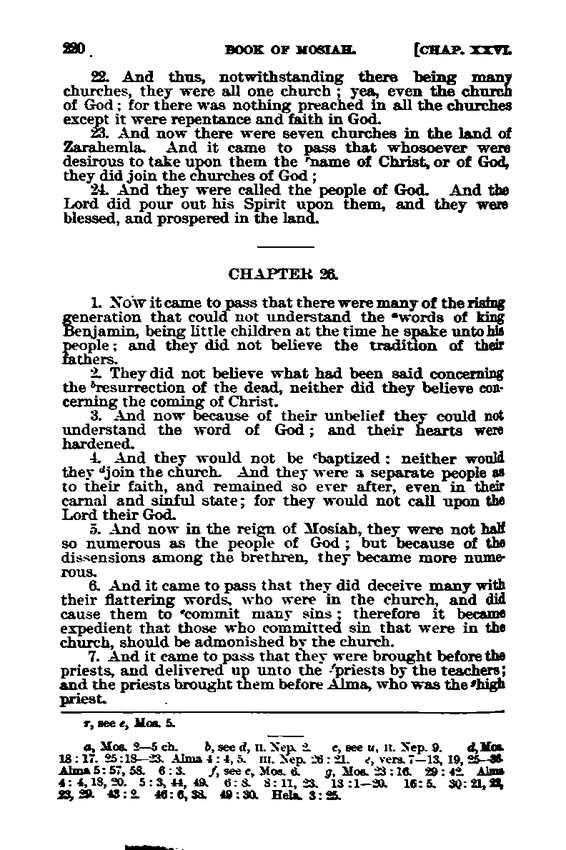 220
BOOK OF MOSIAH.
[CHAP. XXVI.
22. And thus, notwithstanding there being many
churches, they were all one church ; yea, even the church
of God ; for there was nothing preached in all the churches
except it were repentance and faith in God.
23. And now there were seven churches in the land of
Zarahemla. And it came to pass that whosoever were
desirous to take upon them the ʳname of Christ, or of God,
they did join the churches of God ;
24. And they were called the people of God. And the
Lord did pour out his Spirit upon them, and they were
blessed, and prospered in the land.
CHAPTER 26.
1. Now it came to pass that there were many of the rising
generation that could not understand the ᵃwords of king
Benjamin, being little children at the time he spake unto his
people ; and they did not believe the tradition of their
fathers.
2. They did not believe what had been said concerning
the ᵇresurrection of the dead, neither did they believe con-
cerning the coming of Christ.
3. And now because of their unbelief they could not
understand the word of God ; and their hearts were
hardened.
4. And they would not be ᶜbaptized ; neither would
they ᵈjoin the church. And they were a separate people as
to their faith, and remained so ever after, even in their
carnal and sinful state; for they would not call upon the
Lord their God.
5. And now in the reign of Mosiah, they were not half
so numerous as the people of God ; but because of the
dissensions among the brethren, they became more nume-
rous.
6. And it came to pass that they did deceive many with
their flattering words, who were in the church, and did
cause them to ᵉcommit many sins ; therefore it became
expedient that those who committed sin that were in the
church, should be admonished by the church.
7. And it came to pass that they were brought before the
priests, and delivered up unto the ᶠpriests by the teachers;
and the priests brought them before Alma, who was the ᵍhigh
priest.
r, see e, Mos. 5.
a, Mos. 2—5 ch. b, see d, II. Nep. 2. c, see u, II. Nep. 9. d, Mos.
18 : 17. 25 : 18—23. Alma 4 : 4, 5. III. Nep. 26 : 21. e, vers. 7—13, 19, 25—36.
Alma 5 : 57, 58. 6 : 3. f, see c, Mos. 6. g, Mos. 23 : 16. 29 : 42. Alma
4 : 4, 18, 20. 5 : 3, 44, 49. 6 : 8. 8 : 11, 23. 13 : 1—20. 16 : 5. 30 : 21, 22,
23, 29. 43 : 2. 46 : 6, 38. 49 : 30. Hela. 3 : 25.